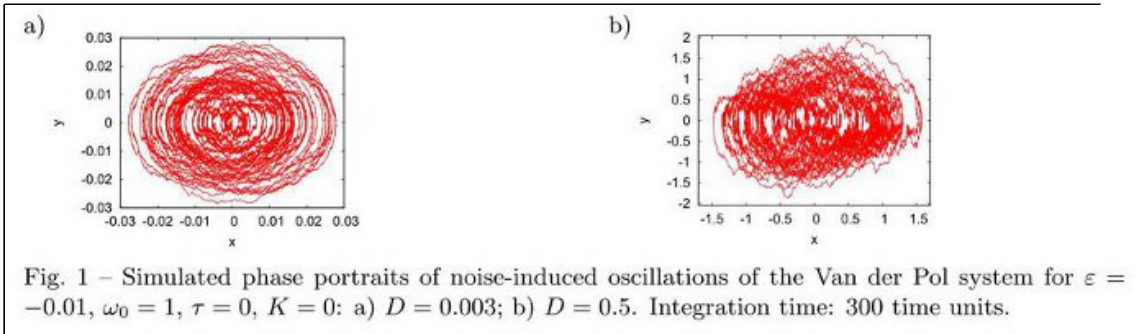 a)
0.03
0.02
0.01
0
-0.01
-0.02
-0.03
y
-0.03 -0.02 -0.01 0 0.01 0.02 0.03
x
b)
2
1.5
1
0.5
0
-0.5
-1
-1.5
-2
y
-1.5 -1 -0.5 0 0.5 1 1.5
x
Fig. 1 – Simulated phase portraits of noise-induced oscillations of the Van der Pol system for ε =
−0.01, ω₀ = 1, τ = 0, K = 0: a) D = 0.003; b) D = 0.5. Integration time: 300 time units.